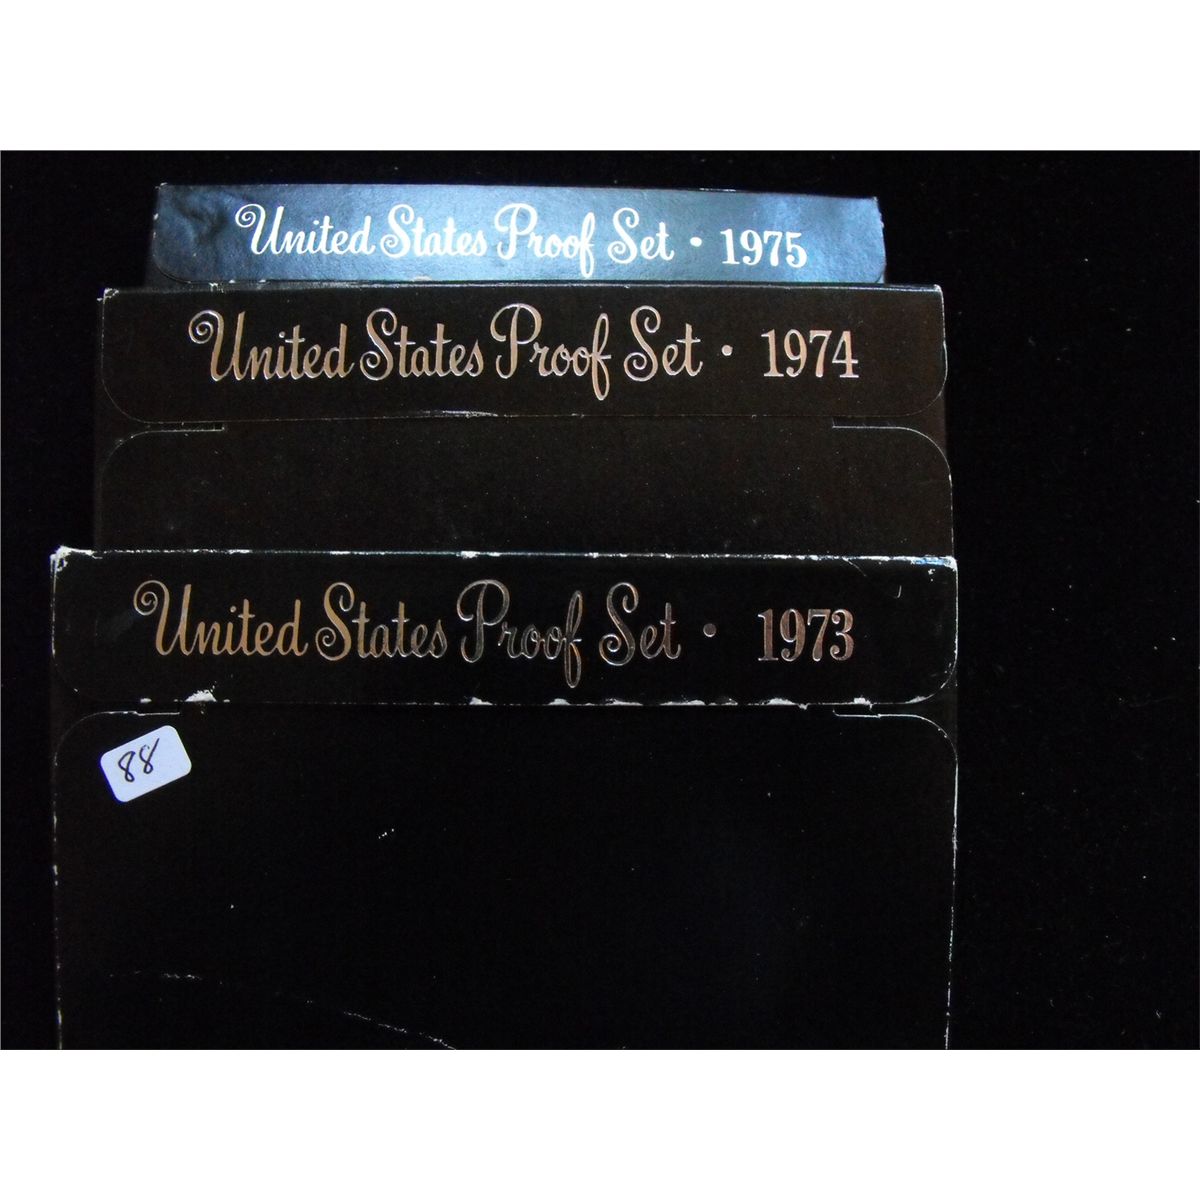 United States Proof Set • 1975
United States Proof Set • 1974
United States Proof Set • 1973
88